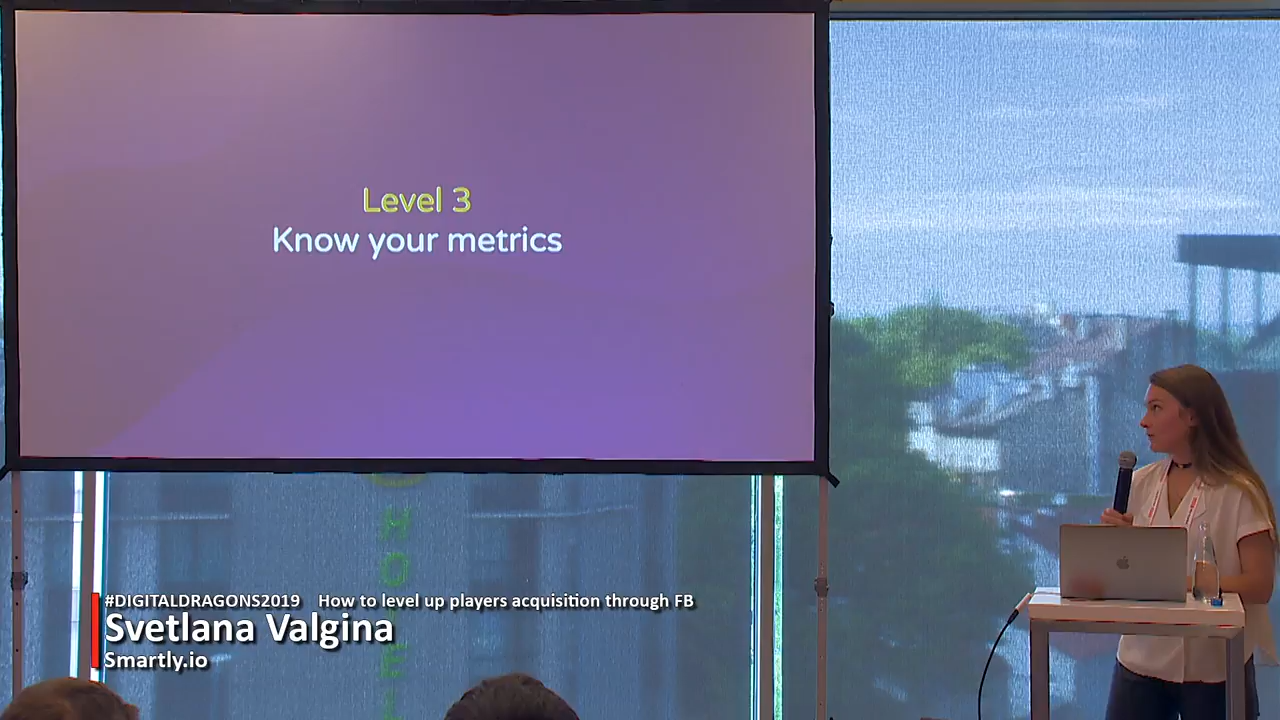 Level 3
Know your metrics
#DIGITALDRAGONS2019 How to level up players acquisition through FB
Svetlana Valgina
Smartly.io